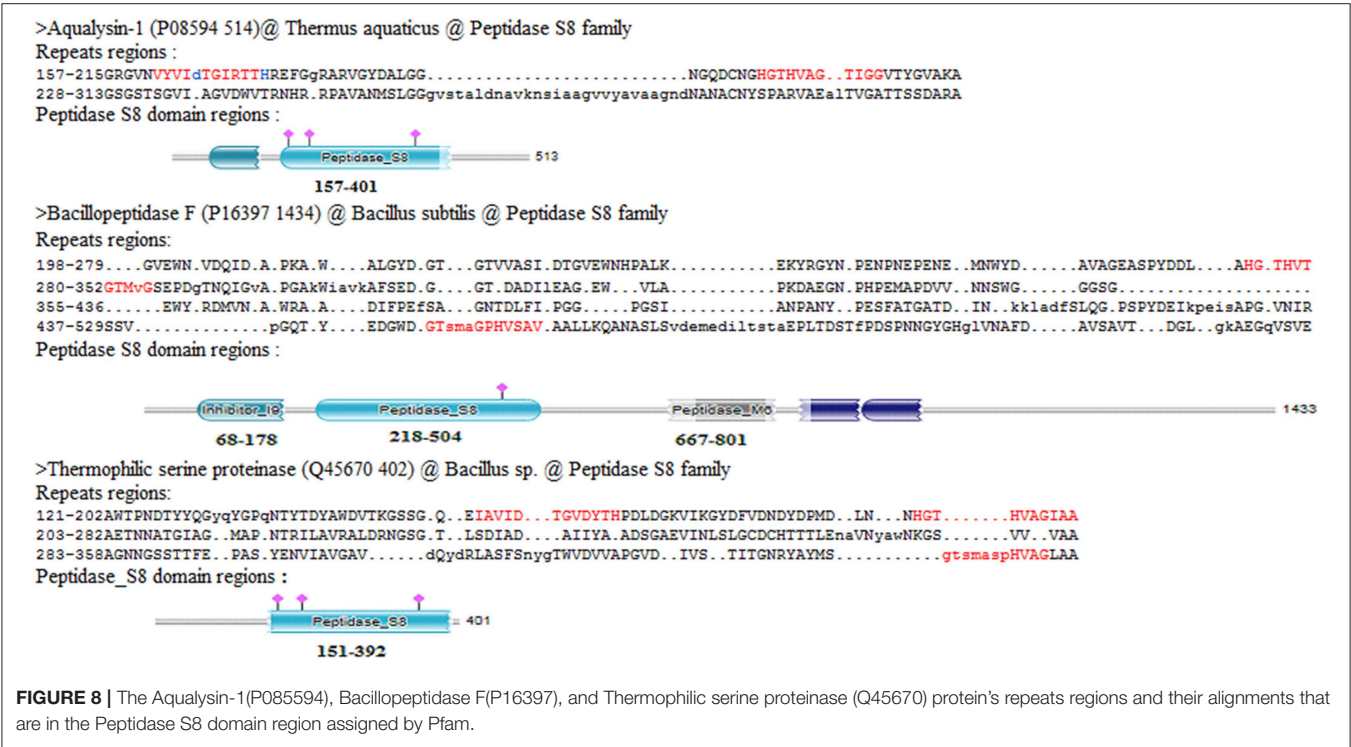 >Aqualysin-1 (P08594 514)@ Thermus aquaticus @ Peptidase S8 family
Repeats regions :
157-215GRGVNVYVIdTGIRTTHREFGgRARVGYDALGG..........................NGQDCNGHGTHVAG..TIGGVTYGVAKA
228-313GSGSTSGVI.AGVDWVTRNHR.RPAVANMSLGGgvstaldnavknsiaagvvyavaagndNANACNYSPARVAEalTVGATTSSDARA
Peptidase S8 domain regions :
Peptidase_S8 513
157-401
>Bacillopeptidase F (P16397 1434) @ Bacillus subtilis @ Peptidase S8 family
Repeats regions:
198-279....GVEWN.VDQID.A.PKA.W....ALGYD.GT...GTVVASI.DTGVEWNHPALK...........EKYRGYN.PENPNEPENE..MNWYD.....AVAGEASPYDDL....AHG.THVT
280-352GTMvGSEPDgTNQIGvA.PGAkWiavkAFSED.G....GT.DADIlEAG.EW...VLA...........PKDAEGN.PHPEMAPDVV..NNSWG.....GGSG....................
355-436......EWY.RDMVN.A.WRA.A....DIFPEfSA...GNTDLFI.PGG....PGSI............ANPANY..PESFATGATD..IN..kkladfSLQG.PSPYDEIkpeisAPG.VNIR
437-529SSV.............pGQT.Y....EDGWD.GTsmaGPHVSAV.AALLKQANASLSvdemediltstaEPLTDSTfPDSPNNGYGHglVNAFD.....AVSAVT...DGL..gkAEGqVSVE
Peptidase S8 domain regions :
Inhibitor_I9 Peptidase_S8 Peptidase_M6 1433
68-178 218-504 667-801
>Thermophilic serine proteinase (Q45670 402) @ Bacillus sp. @ Peptidase S8 family
Repeats regions:
121-202AWTPNDTYYQGyqYGPqNTYTDYAWDVTKGSSG.Q..EIAVID...TGVDYTHPDLDGKVIKGYDFVDNDYDPMD..LN...NHGT.......HVAGIAA
203-282AETNNATGIAG..MAP.NTRILAVRALDRNGSG.T..LSDIAD....AIIYA.ADSGAEVINLSLGCDCHTTTLEnaVNyawNKGS.......VV..VAA
283-358AGNNGSSTTFE..PAS.YENVIAVGAV......dQydRLASFSnygTWVDVVAPGVD..IVS..TITGNRYAYMS...........gtsmaspHVAGLAA
Peptidase_S8 domain regions :
Peptidase_S8 401
151-392
FIGURE 8 | The Aqualysin-1(P085594), Bacillopeptidase F(P16397), and Thermophilic serine proteinase (Q45670) protein's repeats regions and their alignments that
are in the Peptidase S8 domain region assigned by Pfam.